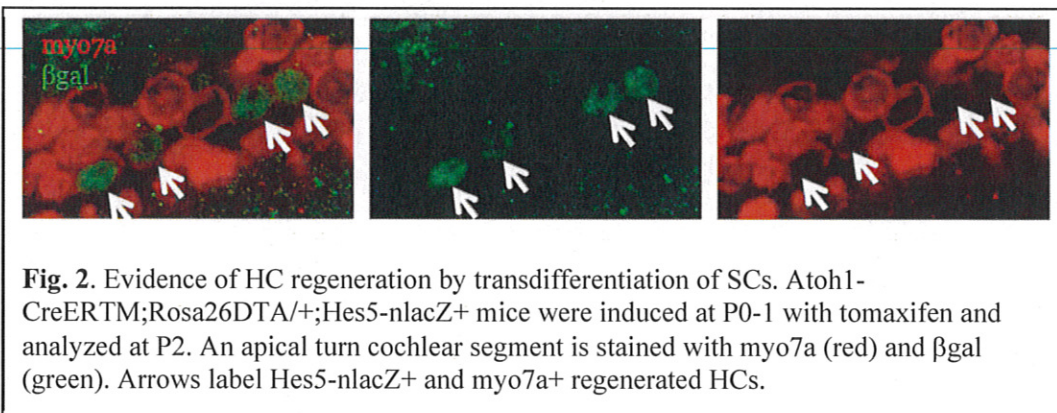 myo7a
βgal
Fig. 2. Evidence of HC regeneration by transdifferentiation of SCs. Atoh1-
CreERTM;Rosa26DTA/+;Hes5-nlacZ+ mice were induced at P0-1 with tomaxifen and
analyzed at P2. An apical turn cochlear segment is stained with myo7a (red) and βgal
(green). Arrows label Hes5-nlacZ+ and myo7a+ regenerated HCs.